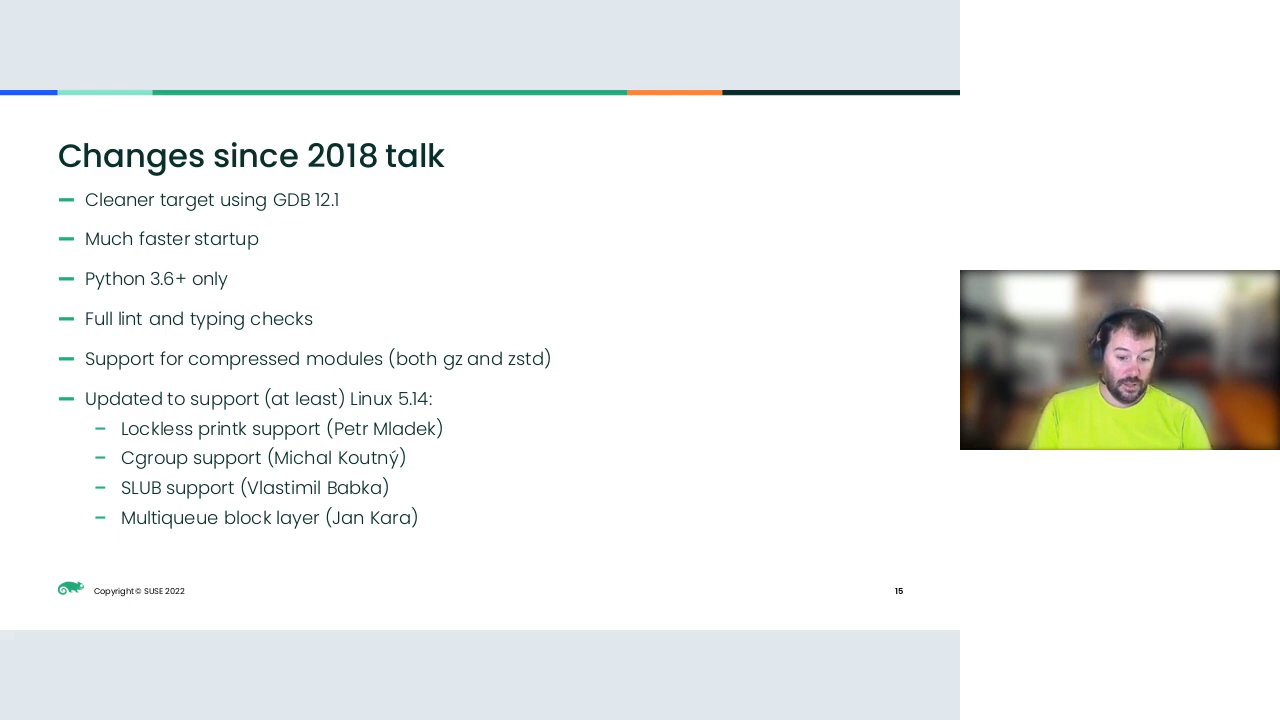 Changes since 2018 talk
Cleaner target using GDB 12.1
Much faster startup
Python 3.6+ only
Full lint and typing checks
Support for compressed modules (both gz and zstd)
Updated to support (at least) Linux 5.14:
Lockless printk support (Petr Mladek)
Cgroup support (Michal Koutný)
SLUB support (Vlastimil Babka)
Multiqueue block layer (Jan Kara)
Copyright © SUSE 2022
15